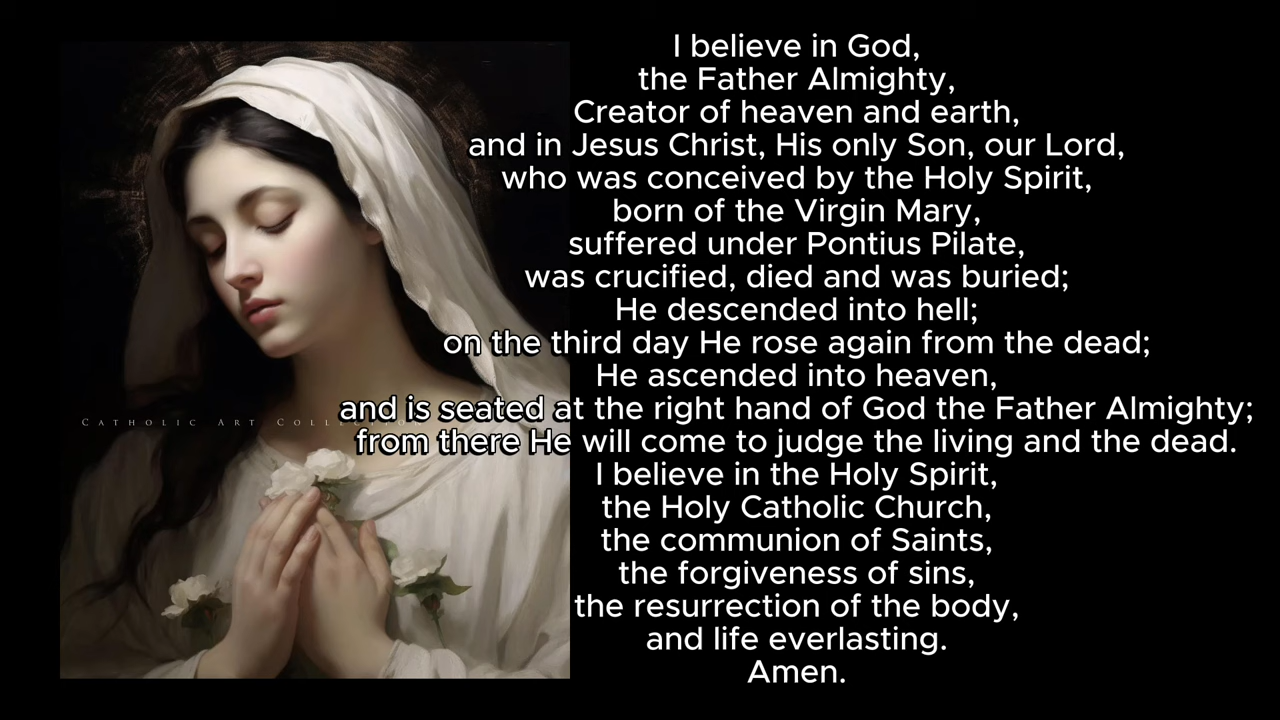 I believe in God,
the Father Almighty,
Creator of heaven and earth,
and in Jesus Christ, His only Son, our Lord,
who was conceived by the Holy Spirit,
born of the Virgin Mary,
suffered under Pontius Pilate,
was crucified, died and was buried;
He descended into hell;
on the third day He rose again from the dead;
He ascended into heaven,
and is seated at the right hand of God the Father Almighty;
from there He will come to judge the living and the dead.
I believe in the Holy Spirit,
the Holy Catholic Church,
the communion of Saints,
the forgiveness of sins,
the resurrection of the body,
and life everlasting.
Amen.
Catholic Art